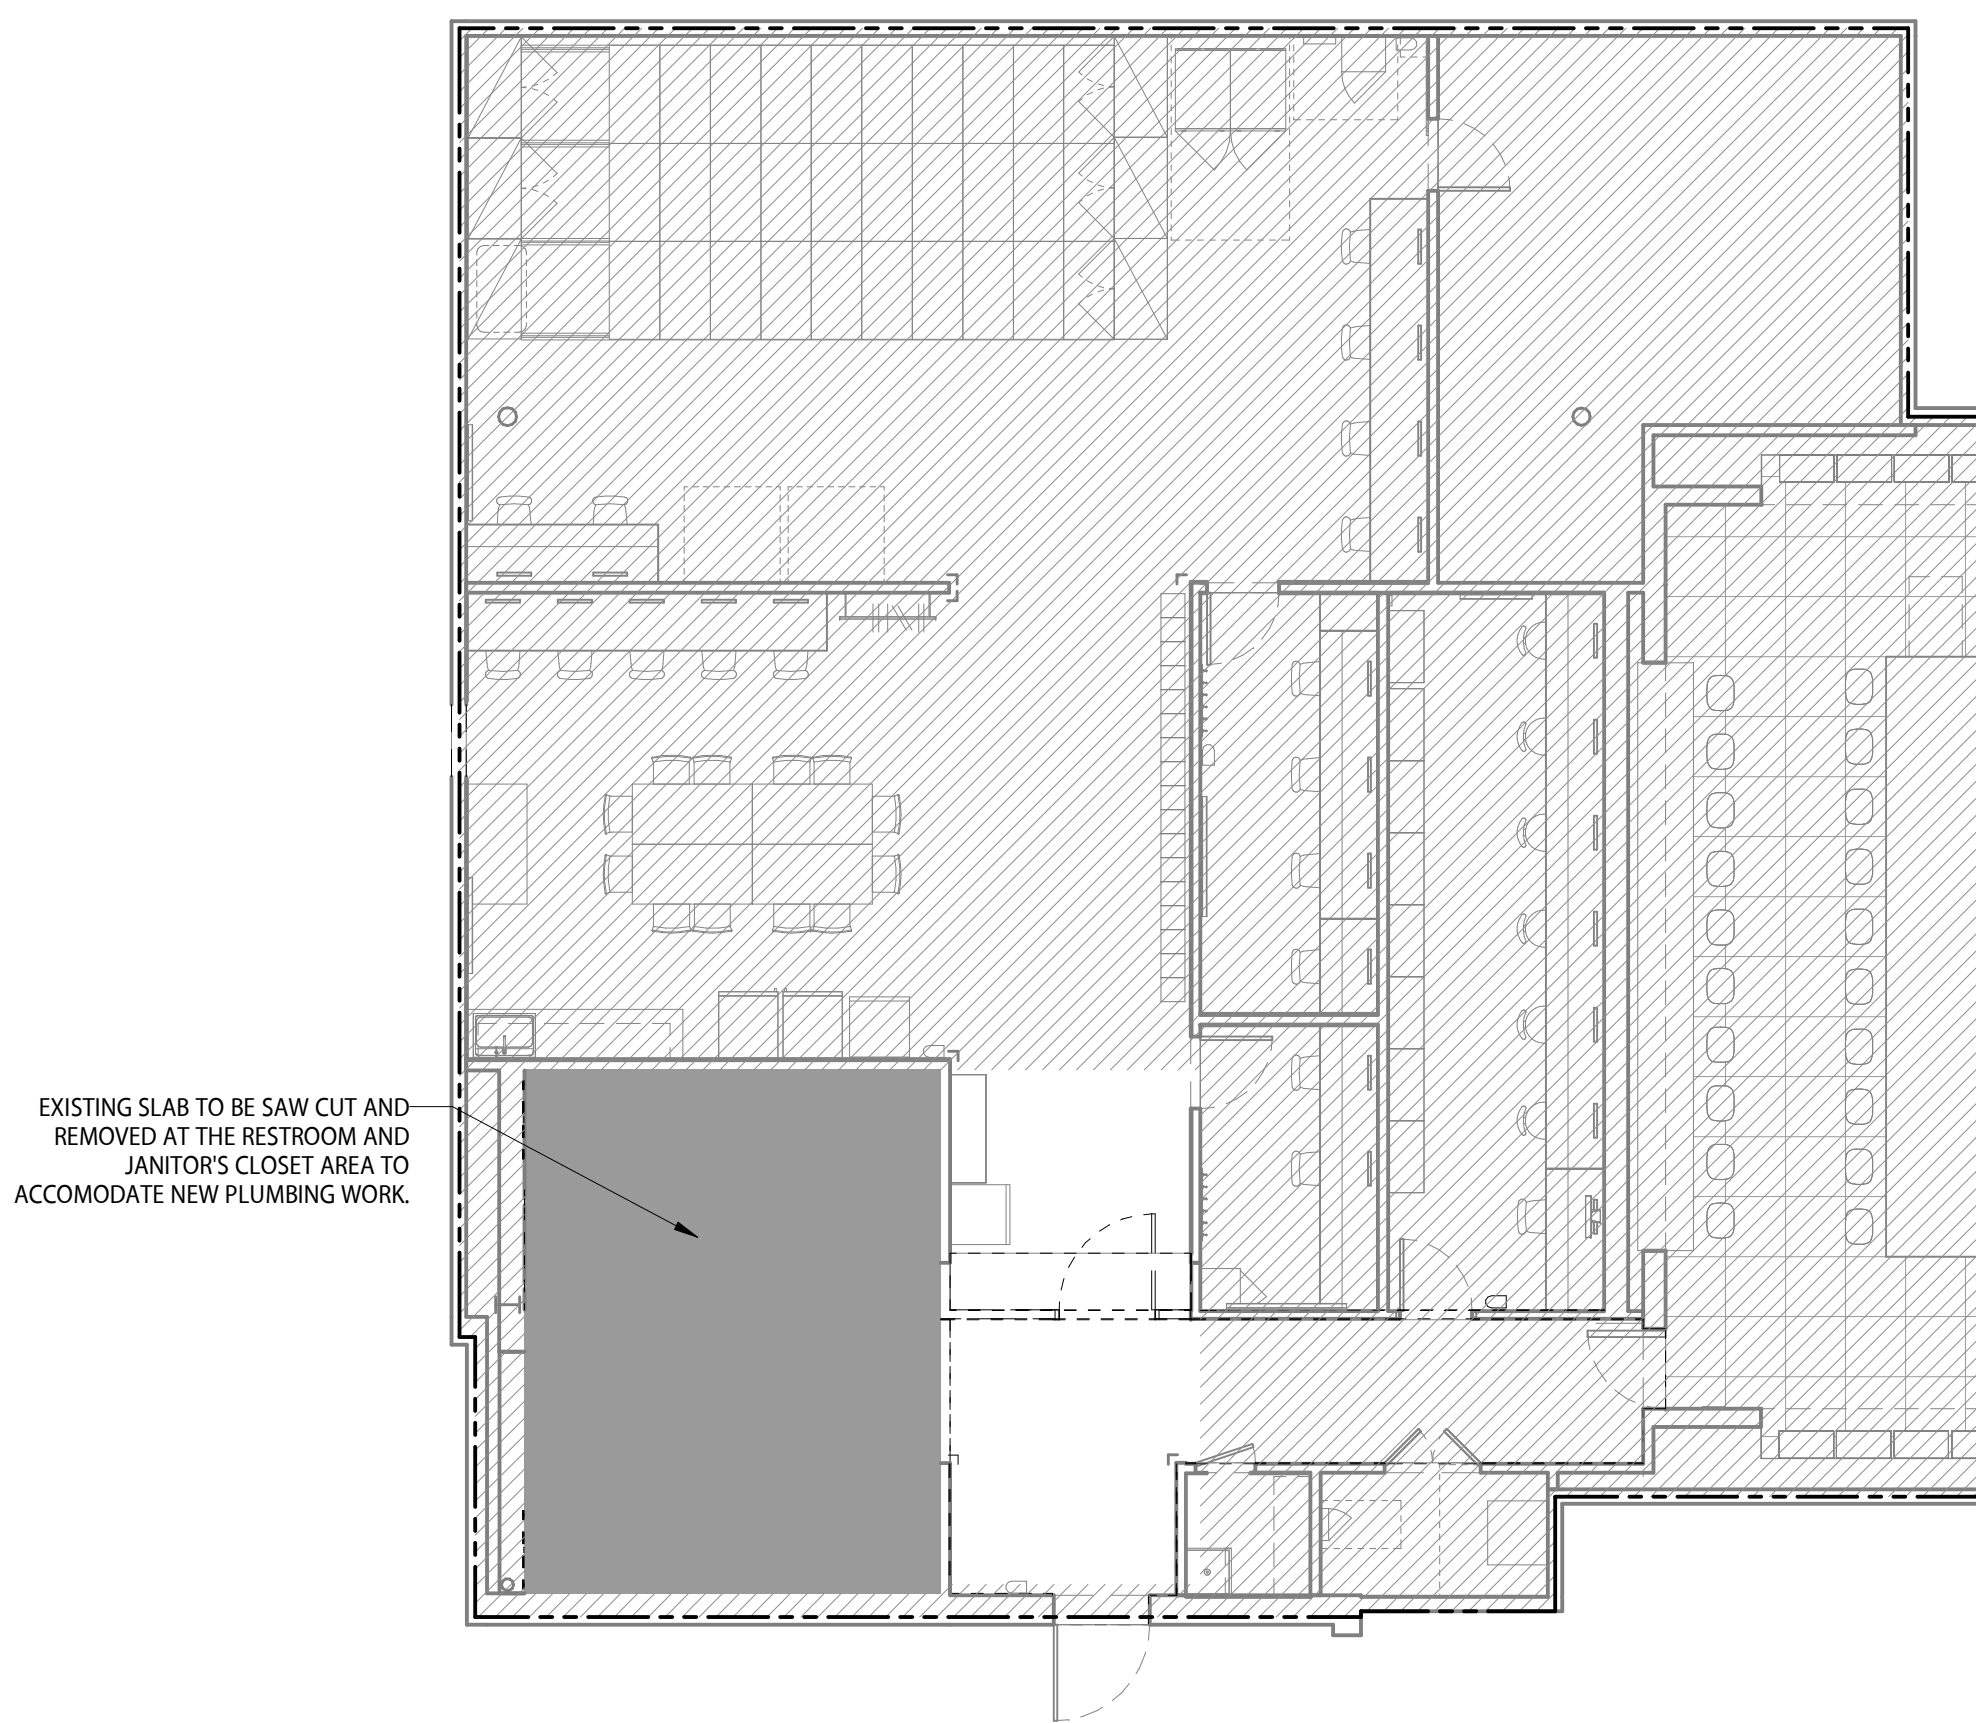 EXISTING SLAB TO BE SAW CUT AND
REMOVED AT THE RESTROOM AND
JANITOR'S CLOSET AREA TO
ACCOMODATE NEW PLUMBING WORK.